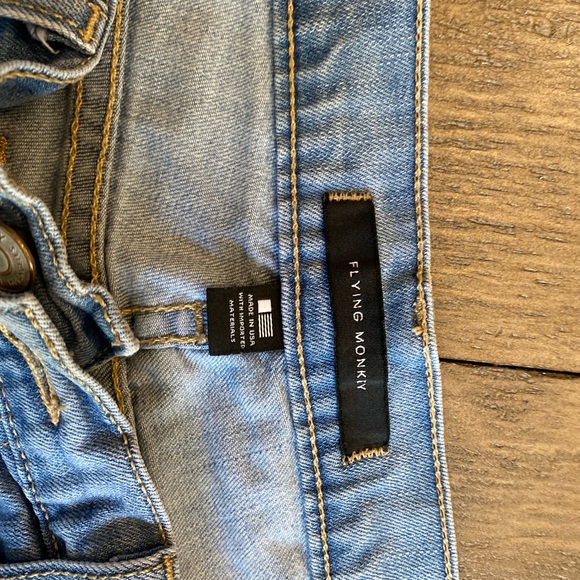 FLYING MONKEY
MADE IN USA
WITH IMPORTED
MATERIALS